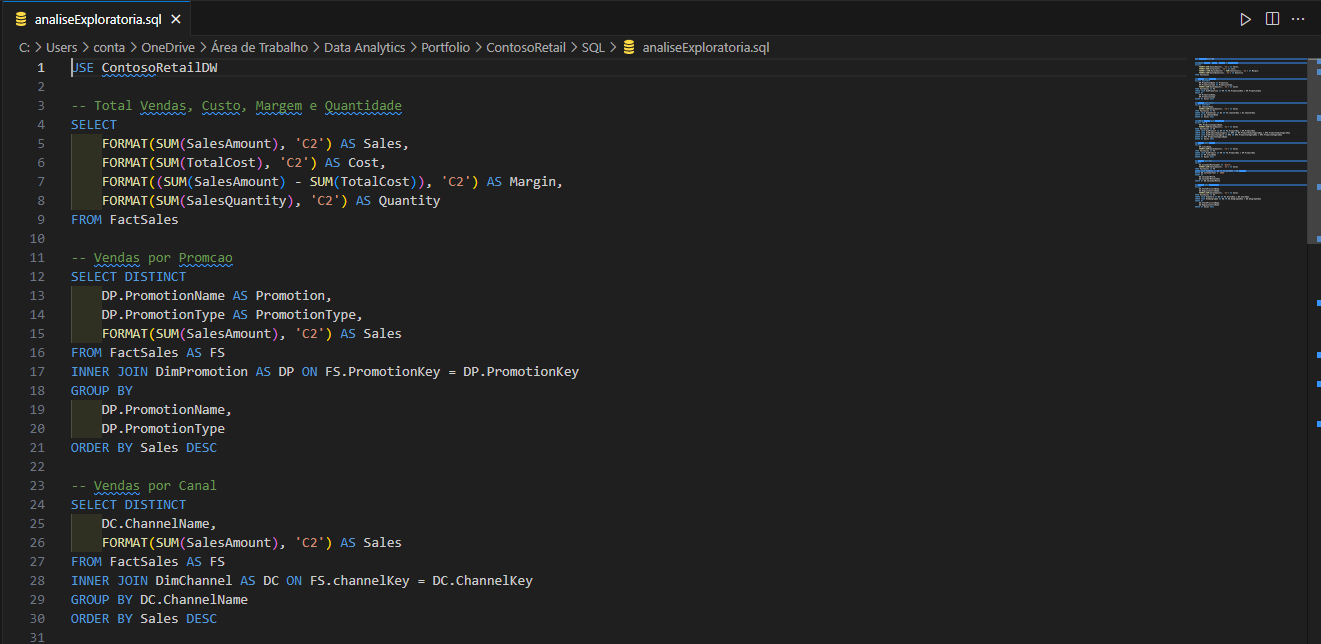 analiseExploratoria.sql
C: > Users > conta > OneDrive > Área de Trabalho > Data Analytics > Portfolio > ContosoRetail > SQL > analiseExploratoria.sql
1 USE ContosoRetailDW
2
3 -- Total Vendas, Custo, Margem e Quantidade
4 SELECT
5 FORMAT(SUM(SalesAmount), 'C2') AS Sales,
6 FORMAT(SUM(TotalCost), 'C2') AS Cost,
7 FORMAT((SUM(SalesAmount) - SUM(TotalCost)), 'C2') AS Margin,
8 FORMAT(SUM(SalesQuantity), 'C2') AS Quantity
9 FROM FactSales
10
11 -- Vendas por Promcao
12 SELECT DISTINCT
13 DP.PromotionName AS Promotion,
14 DP.PromotionType AS PromotionType,
15 FORMAT(SUM(SalesAmount), 'C2') AS Sales
16 FROM FactSales AS FS
17 INNER JOIN DimPromotion AS DP ON FS.PromotionKey = DP.PromotionKey
18 GROUP BY
19 DP.PromotionName,
20 DP.PromotionType
21 ORDER BY Sales DESC
22
23 -- Vendas por Canal
24 SELECT DISTINCT
25 DC.ChannelName,
26 FORMAT(SUM(SalesAmount), 'C2') AS Sales
27 FROM FactSales AS FS
28 INNER JOIN DimChannel AS DC ON FS.channelKey = DC.ChannelKey
29 GROUP BY DC.ChannelName
30 ORDER BY Sales DESC
31